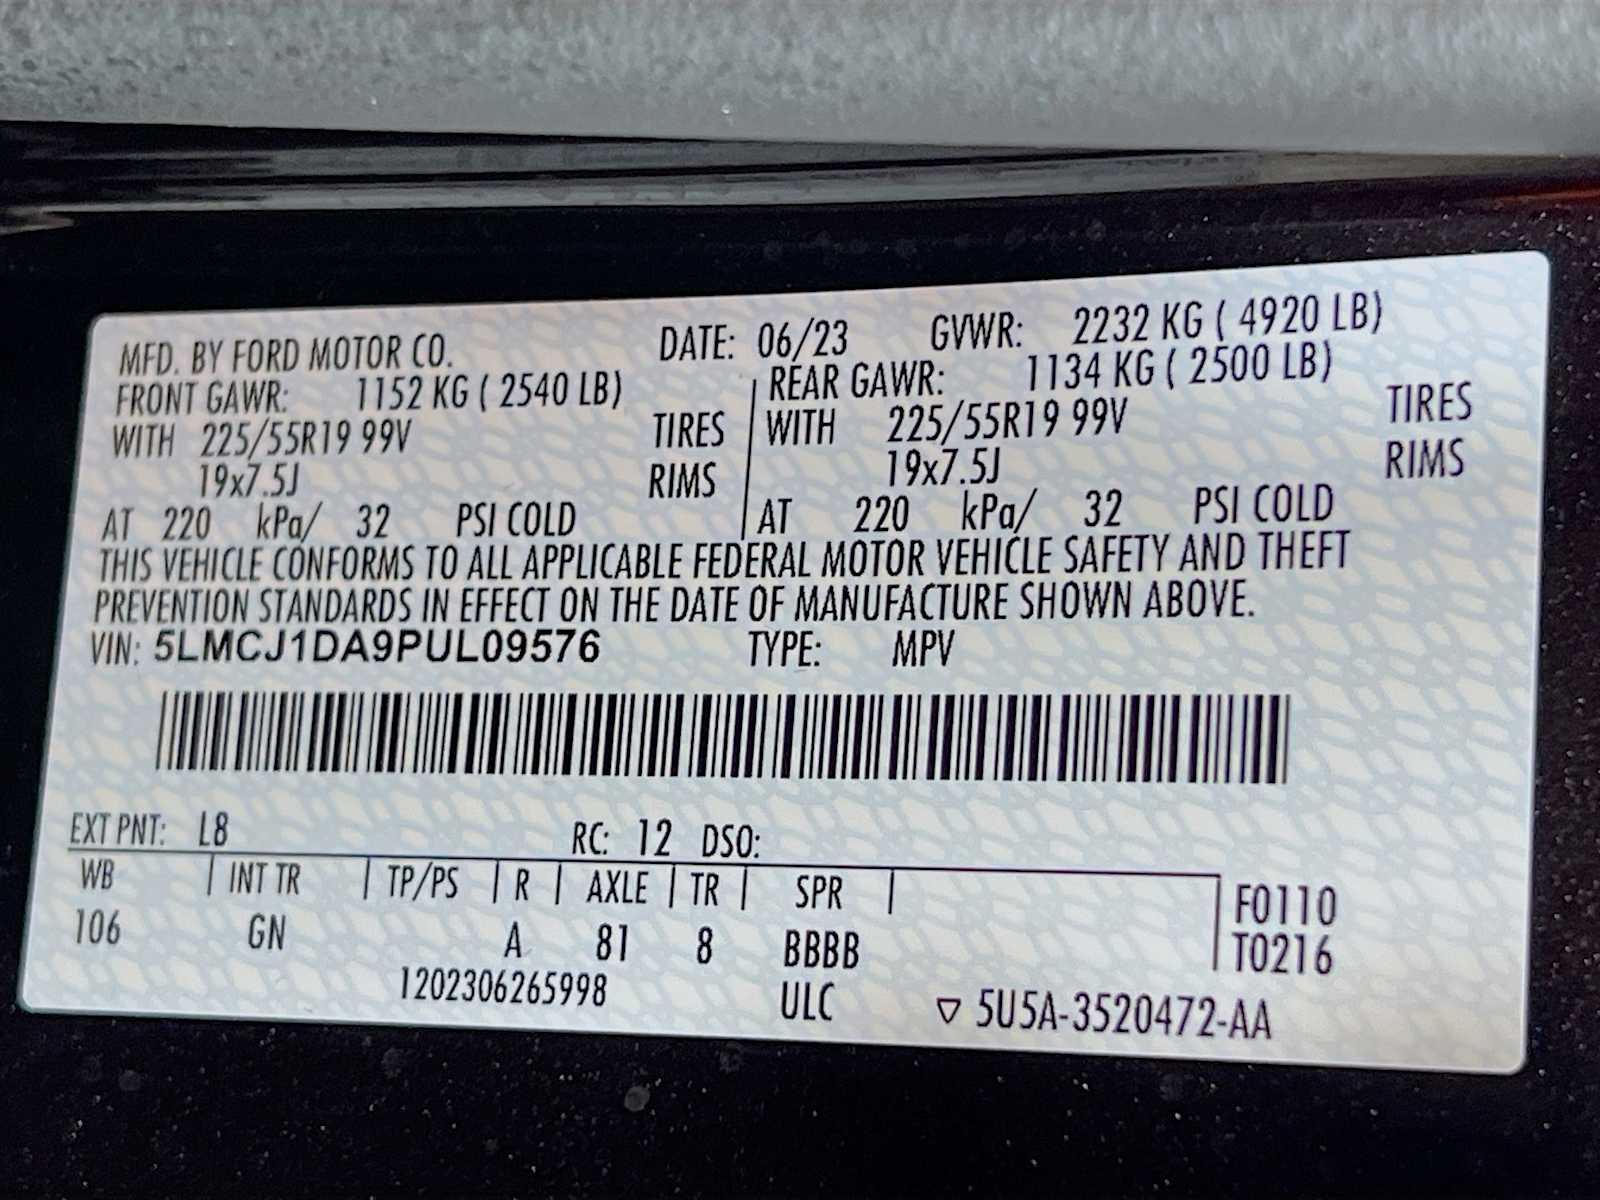 MFD. BY FORD MOTOR CO. DATE: 06/23 GVWR: 2232 KG ( 4920 LB)
FRONT GAWR: 1152 KG ( 2540 LB) REAR GAWR: 1134 KG ( 2500 LB)
WITH 225/55R19 99V TIRES WITH 225/55R19 99V TIRES
19x7.5J RIMS 19x7.5J RIMS
AT 220 kPa/ 32 PSI COLD AT 220 kPa/ 32 PSI COLD
THIS VEHICLE CONFORMS TO ALL APPLICABLE FEDERAL MOTOR VEHICLE SAFETY AND THEFT
PREVENTION STANDARDS IN EFFECT ON THE DATE OF MANUFACTURE SHOWN ABOVE.
VIN: 5LMCJ1DA9PUL09576 TYPE: MPV
EXT PNT: L8 RC: 12 DSO:
WB INT TR TP/PS R AXLE TR SPR F0110
106 GN A 81 8 BBBB T0216
1202306265998 ULC ▽ 5U5A-3520472-AA